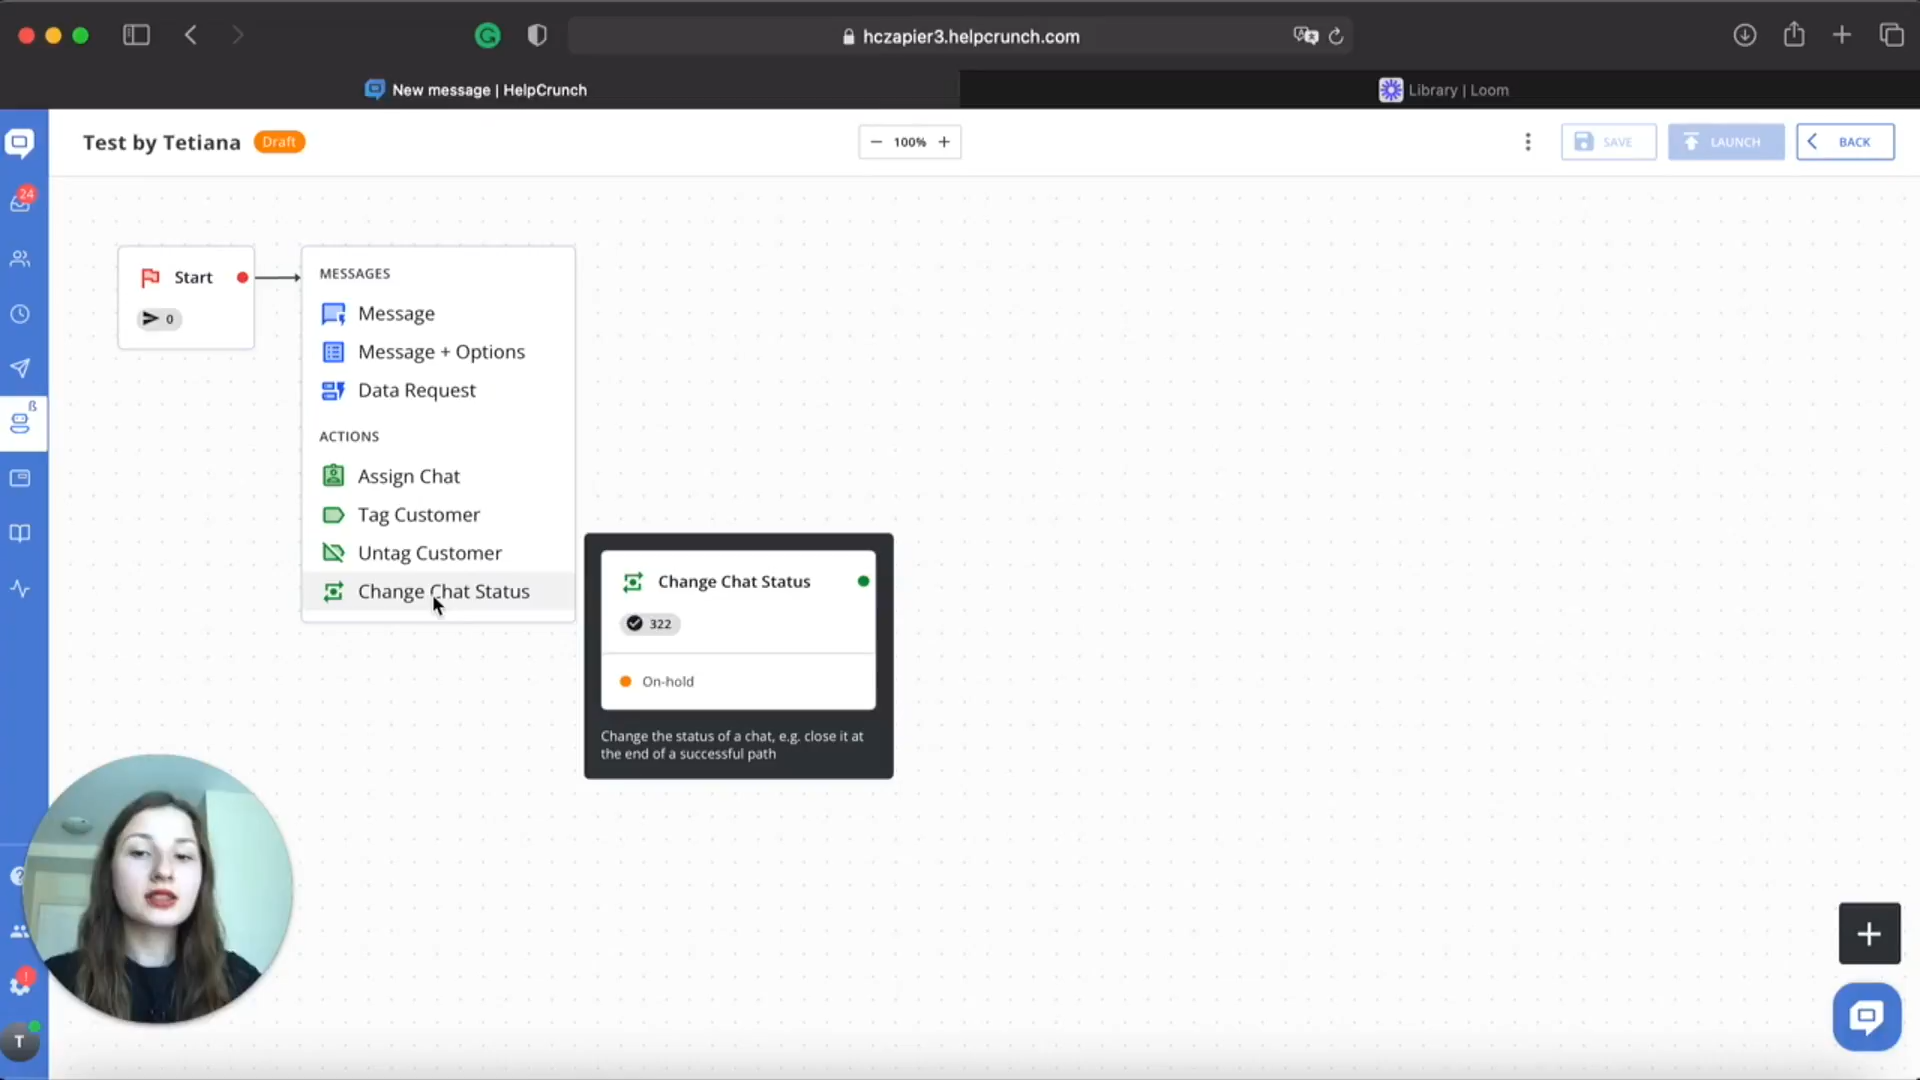 hczapier3.helpcrunch.com
New message | HelpCrunch
Library | Loom
Test by Tetiana
Draft
100%
SAVE
LAUNCH
BACK
24
ß
Start
0
MESSAGES
Message
Message + Options
Data Request
ACTIONS
Assign Chat
Tag Customer
Untag Customer
Change Chat Status
Change Chat Status
322
On-hold
Change the status of a chat, e.g. close it at
the end of a successful path
T